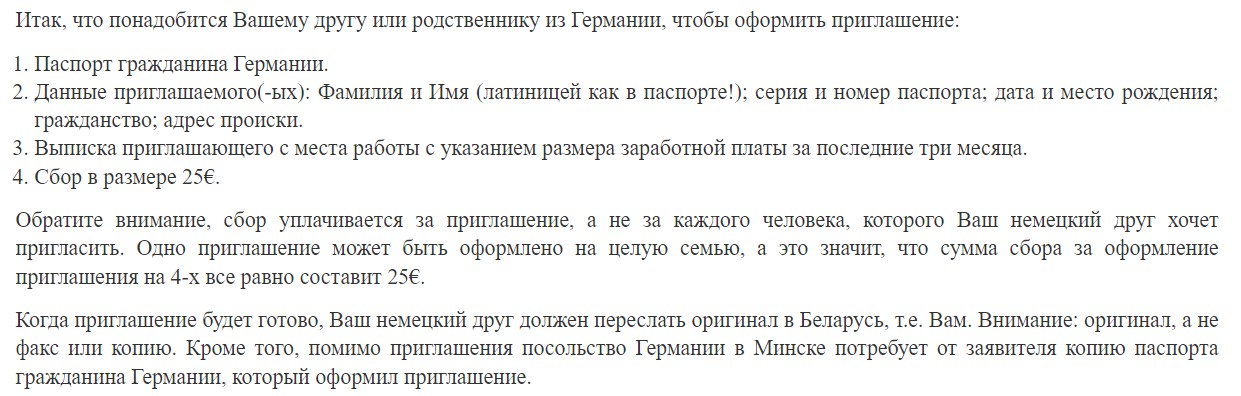 Итак, что понадобится Вашему другу или родственнику из Германии, чтобы оформить приглашение:
1. Паспорт гражданина Германии.
2. Данные приглашаемого(-ых): Фамилия и Имя (латиницей как в паспорте!); серия и номер паспорта; дата и место рождения;
гражданство; адрес происки.
3. Выписка приглашающего с места работы с указанием размера заработной платы за последние три месяца.
4. Сбор в размере 25€.
Обратите внимание, сбор уплачивается за приглашение, а не за каждого человека, которого Ваш немецкий друг хочет
пригласить. Одно приглашение может быть оформлено на целую семью, а это значит, что сумма сбора за оформление
приглашения на 4-х все равно составит 25€.
Когда приглашение будет готово, Ваш немецкий друг должен переслать оригинал в Беларусь, т.е. Вам. Внимание: оригинал, а не
факс или копию. Кроме того, помимо приглашения посольство Германии в Минске потребует от заявителя копию паспорта
гражданина Германии, который оформил приглашение.